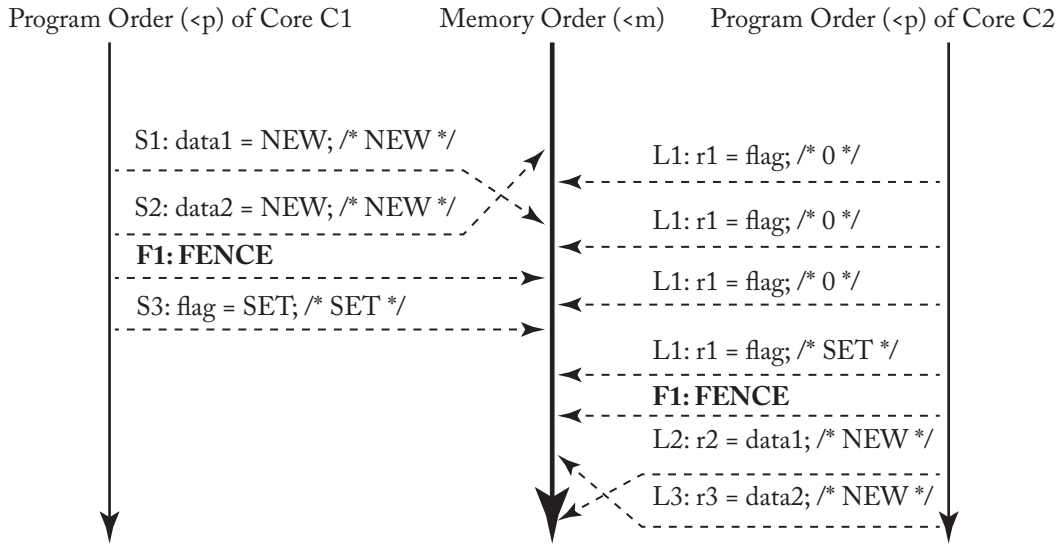 Program Order (<p) of Core C1
Memory Order (<m)
Program Order (<p) of Core C2
S1: data1 = NEW; /* NEW */
S2: data2 = NEW; /* NEW */
F1: FENCE
S3: flag = SET; /* SET */
L1: r1 = flag; /* 0 */
L1: r1 = flag; /* 0 */
L1: r1 = flag; /* 0 */
L1: r1 = flag; /* SET */
F1: FENCE
L2: r2 = data1; /* NEW */
L3: r3 = data2; /* NEW */